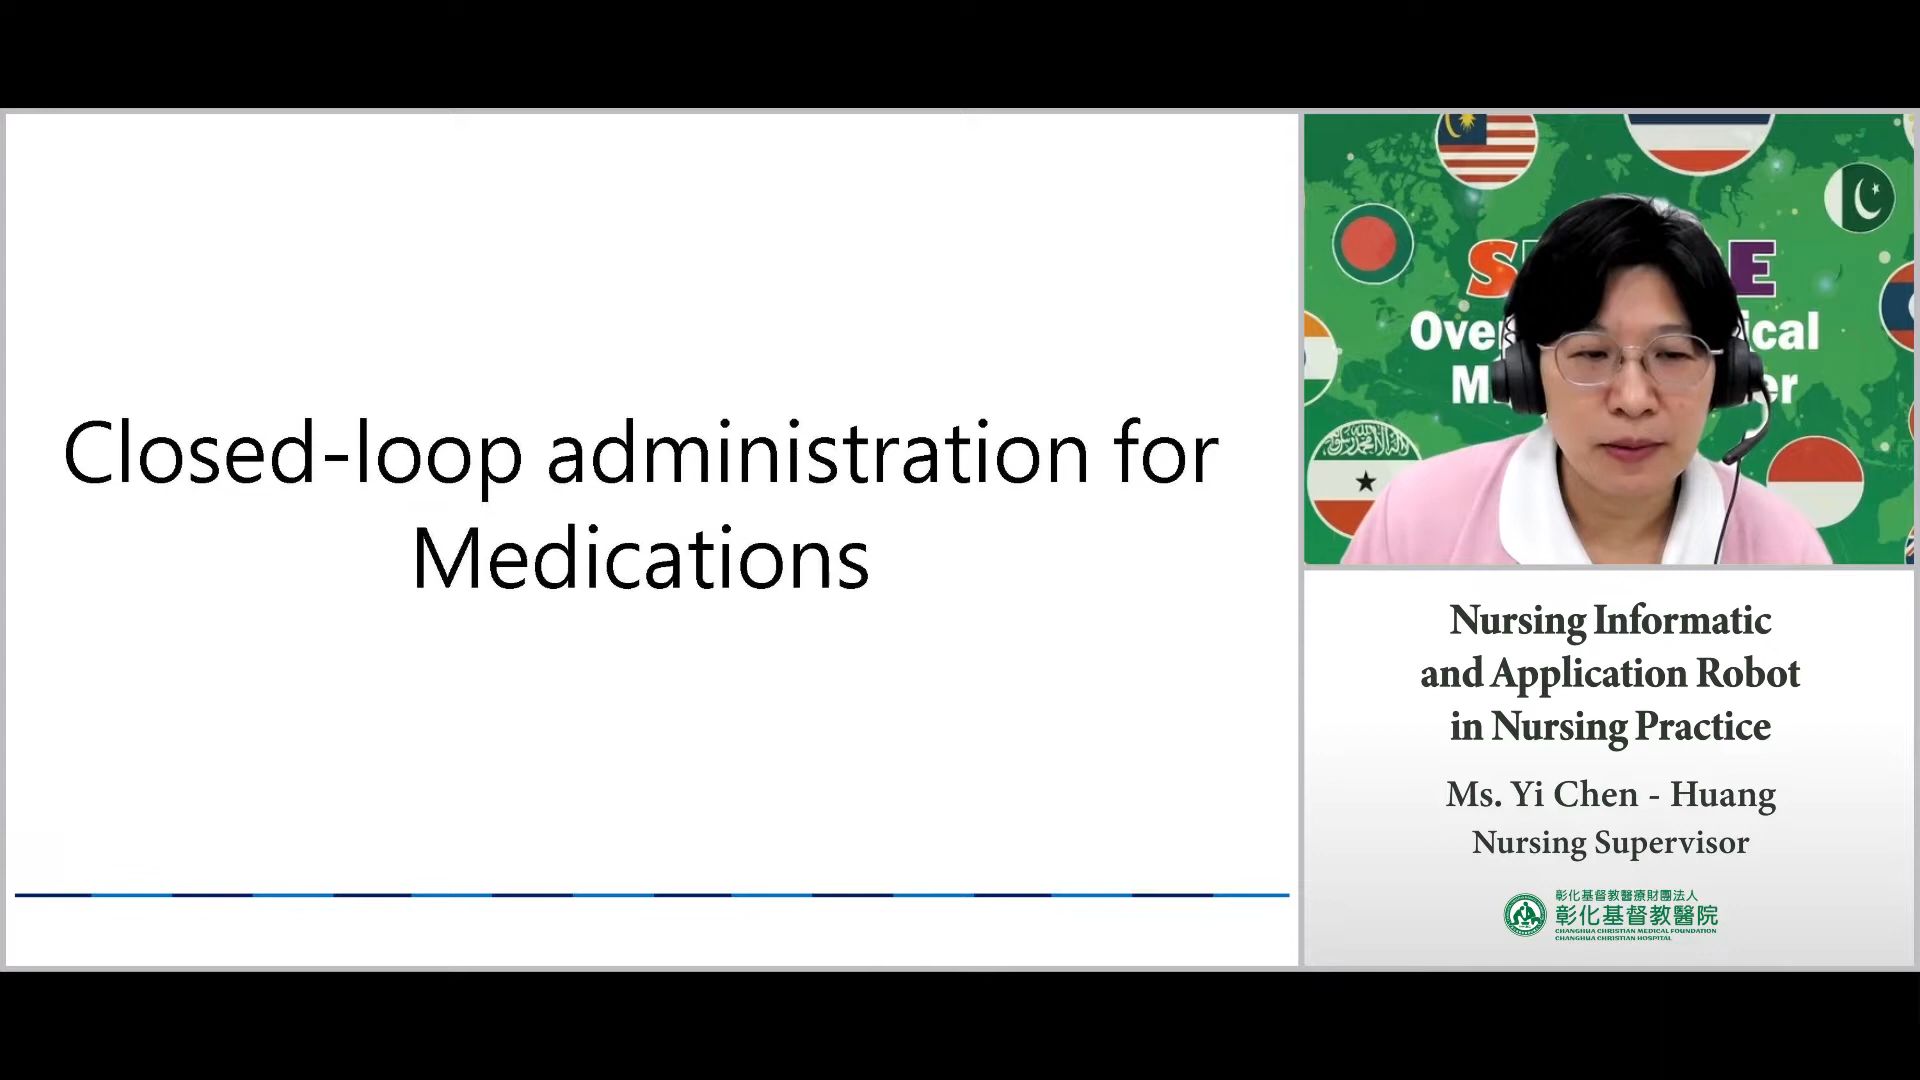 Closed-loop administration for
Medications
Nursing Informatic
and Application Robot
in Nursing Practice
Ms. Yi Chen - Huang
Nursing Supervisor
彰化基督教醫療財團法人
彰化基督教醫院
CHANGHUA CHRISTIAN MEDICAL FOUNDATION
CHANGHUA CHRISTIAN HOSPITAL